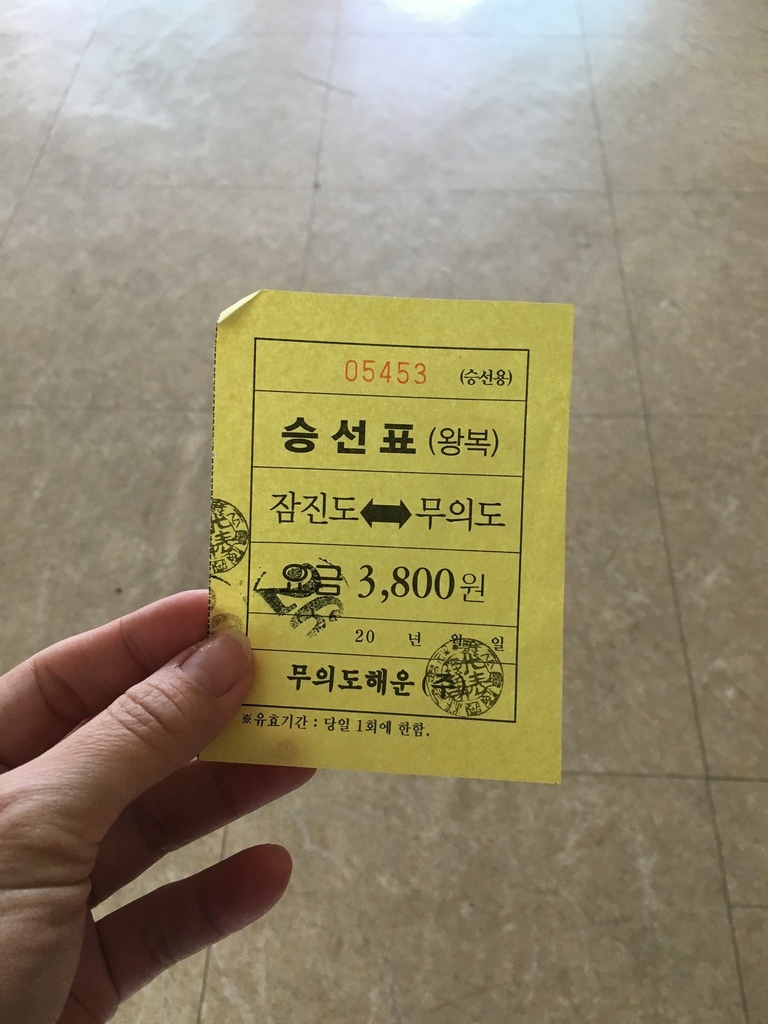 05453 (승선용)
승선표 (왕복)
잠진도 ↔ 무의도
요금 3,800원
20 년 월 일
무의도해운 (주)
※유효기간 : 당일 1회에 한함.
代表